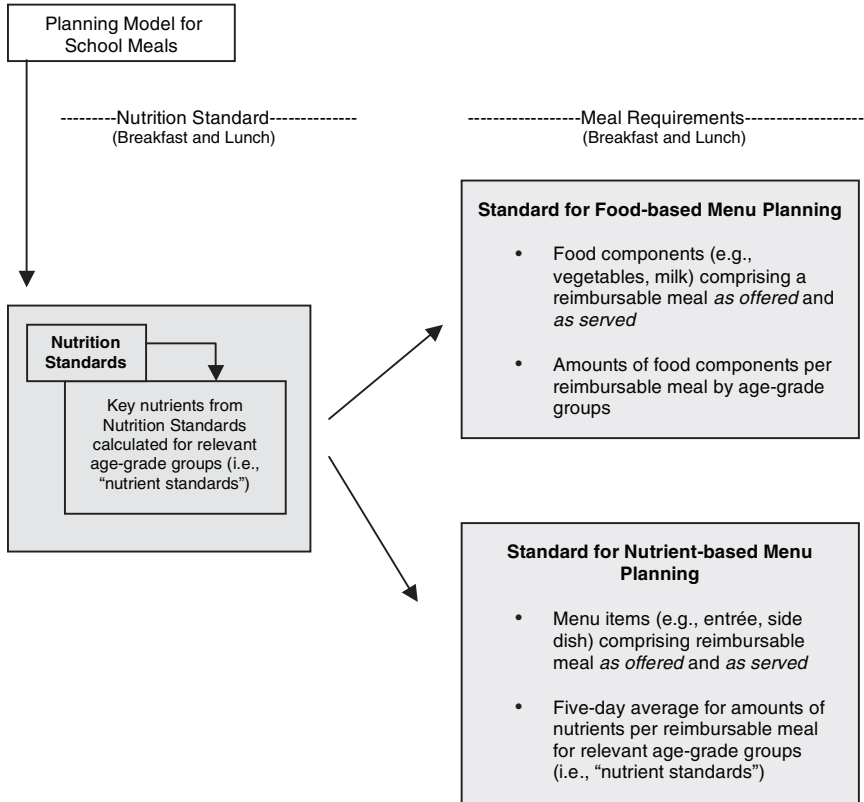 Planning Model for
School Meals
---------Nutrition Standard--------------
(Breakfast and Lunch)
------------------Meal Requirements-------------------
(Breakfast and Lunch)
Nutrition
Standards
Key nutrients from
Nutrition Standards
calculated for relevant
age-grade groups (i.e.,
“nutrient standards”)
Standard for Food-based Menu Planning
• Food components (e.g.,
vegetables, milk) comprising a
reimbursable meal as offered and
as served
• Amounts of food components per
reimbursable meal by age-grade
groups
Standard for Nutrient-based Menu
Planning
• Menu items (e.g., entrée, side
dish) comprising reimbursable
meal as offered and as served
• Five-day average for amounts of
nutrients per reimbursable meal
for relevant age-grade groups
(i.e., “nutrient standards”)